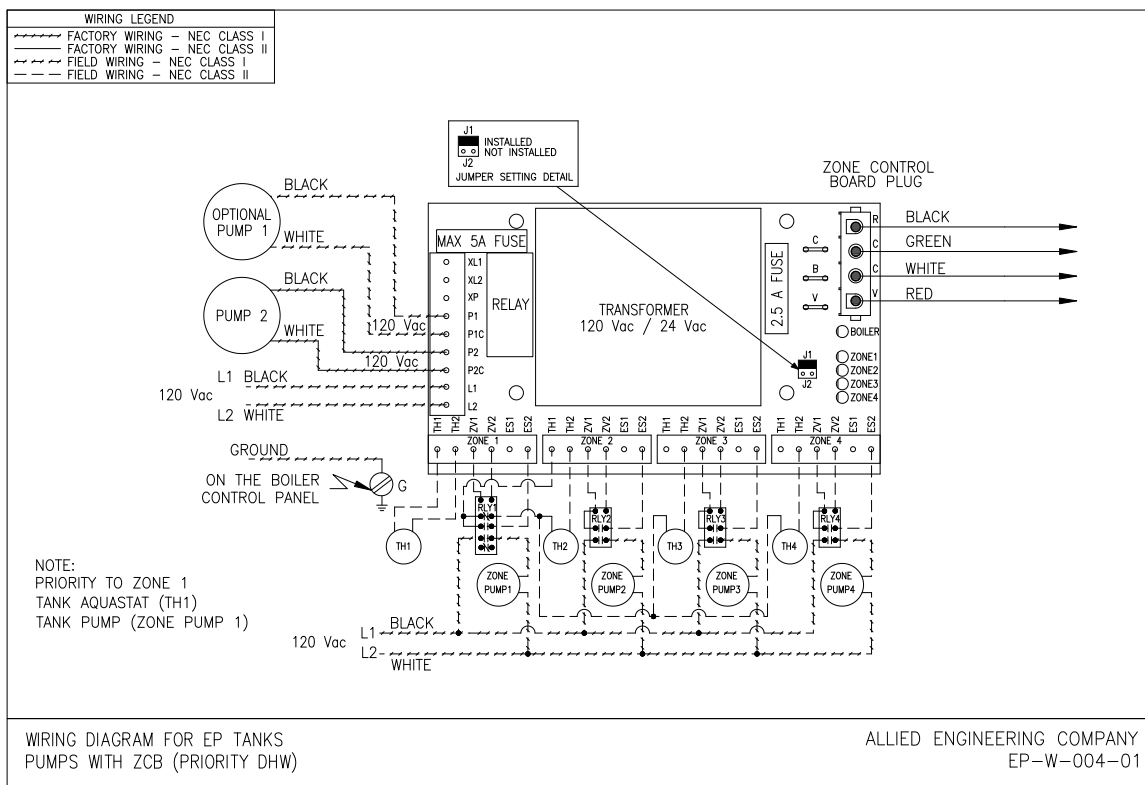 WIRING LEGEND
FACTORY WIRING – NEC CLASS I
FACTORY WIRING – NEC CLASS II
FIELD WIRING – NEC CLASS I
FIELD WIRING – NEC CLASS II
J1
INSTALLED
NOT INSTALLED
J2
JUMPER SETTING DETAIL
ZONE CONTROL
BOARD PLUG
OPTIONAL
PUMP 1
BLACK
WHITE
PUMP 2
BLACK
WHITE
120 Vac
120 Vac
L1 BLACK
120 Vac
L2 WHITE
GROUND
ON THE BOILER
CONTROL PANEL
G
MAX 5A FUSE
XL1
XL2
XP
P1
P1C
P2
P2C
L1
L2
RELAY
TRANSFORMER
120 Vac / 24 Vac
2.5 A FUSE
C
B
V
R
C
C
V
BLACK
GREEN
WHITE
RED
BOILER
ZONE1
ZONE2
ZONE3
ZONE4
J1
J2
TH1 TH2 ZV1 ZV2 ES1 ES2
ZONE 1
TH1 TH2 ZV1 ZV2 ES1 ES2
ZONE 2
TH1 TH2 ZV1 ZV2 ES1 ES2
ZONE 3
TH1 TH2 ZV1 ZV2 ES1 ES2
ZONE 4
RLY1
RLY2
RLY3
RLY4
TH1
TH2
TH3
TH4
ZONE
PUMP1
ZONE
PUMP2
ZONE
PUMP3
ZONE
PUMP4
NOTE:
PRIORITY TO ZONE 1
TANK AQUASTAT (TH1)
TANK PUMP (ZONE PUMP 1)
120 Vac
L1
BLACK
L2
WHITE
WIRING DIAGRAM FOR EP TANKS
PUMPS WITH ZCB (PRIORITY DHW)
ALLIED ENGINEERING COMPANY
EP–W–004–01